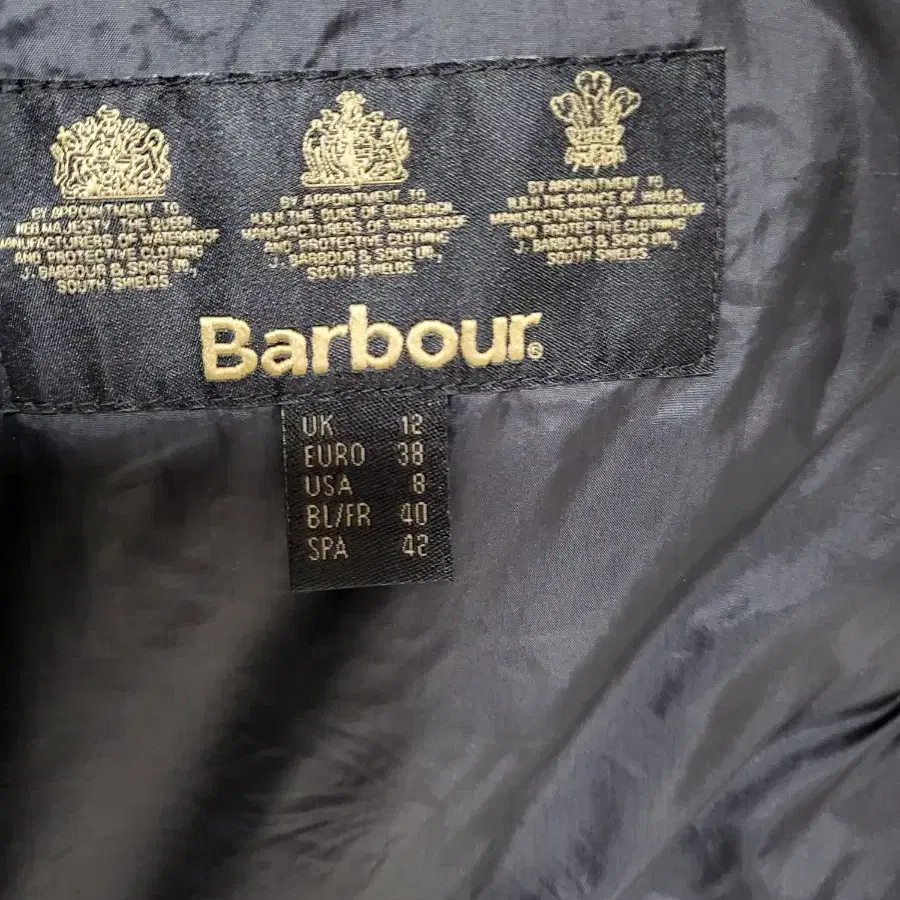 BY APPOINTMENT TO
HER MAJESTY THE QUEEN
MANUFACTURERS OF WATERPROOF
AND PROTECTIVE CLOTHING
J. BARBOUR & SONS LTD.,
SOUTH SHIELDS.
BY APPOINTMENT TO
H.R.H THE DUKE OF EDINBURGH
MANUFACTURERS OF WATERPROOF
AND PROTECTIVE CLOTHING
J. BARBOUR & SONS LTD.,
SOUTH SHIELDS.
BY APPOINTMENT TO
H.R.H THE PRINCE OF WALES
MANUFACTURERS OF WATERPROOF
AND PROTECTIVE CLOTHING
J. BARBOUR & SONS LTD.,
SOUTH SHIELDS.
Barbour®
UK 12
EURO 38
USA 8
BL/FR 40
SPA 42